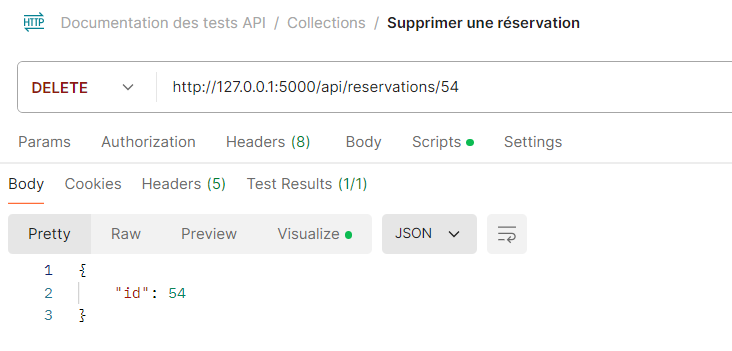 HTTP Documentation des tests API / Collections / Supprimer une réservation
DELETE http://127.0.0.1:5000/api/reservations/54
Params Authorization Headers (8) Body Scripts Settings
Body Cookies Headers (5) Test Results (1/1)
Pretty Raw Preview Visualize JSON
1 {
2 "id": 54
3 }